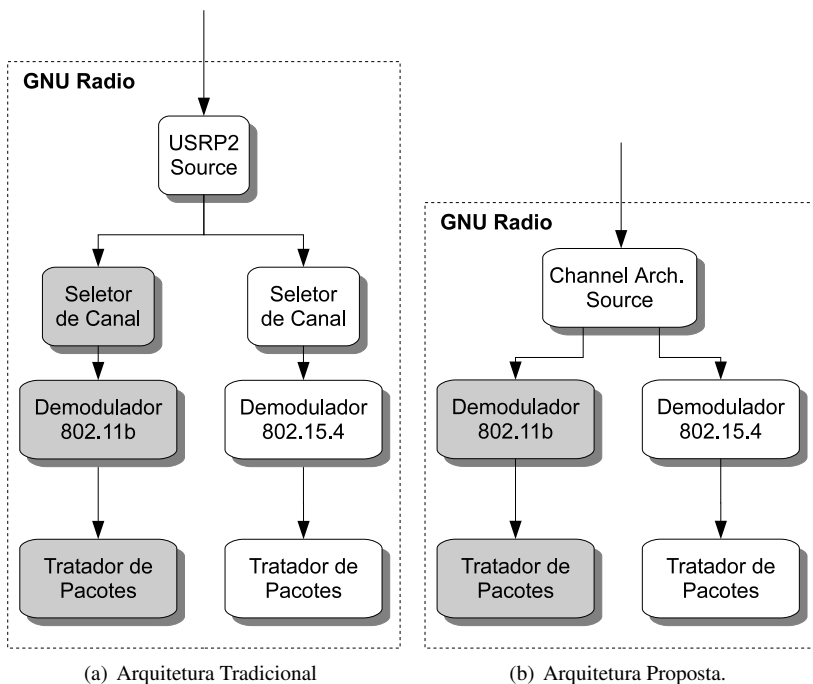 GNU Radio
USRP2
Source
Seletor
de Canal
Seletor
de Canal
Demodulador
802.11b
Demodulador
802.15.4
Tratador de
Pacotes
Tratador de
Pacotes
(a) Arquitetura Tradicional
GNU Radio
Channel Arch.
Source
Demodulador
802.11b
Demodulador
802.15.4
Tratador de
Pacotes
Tratador de
Pacotes
(b) Arquitetura Proposta.